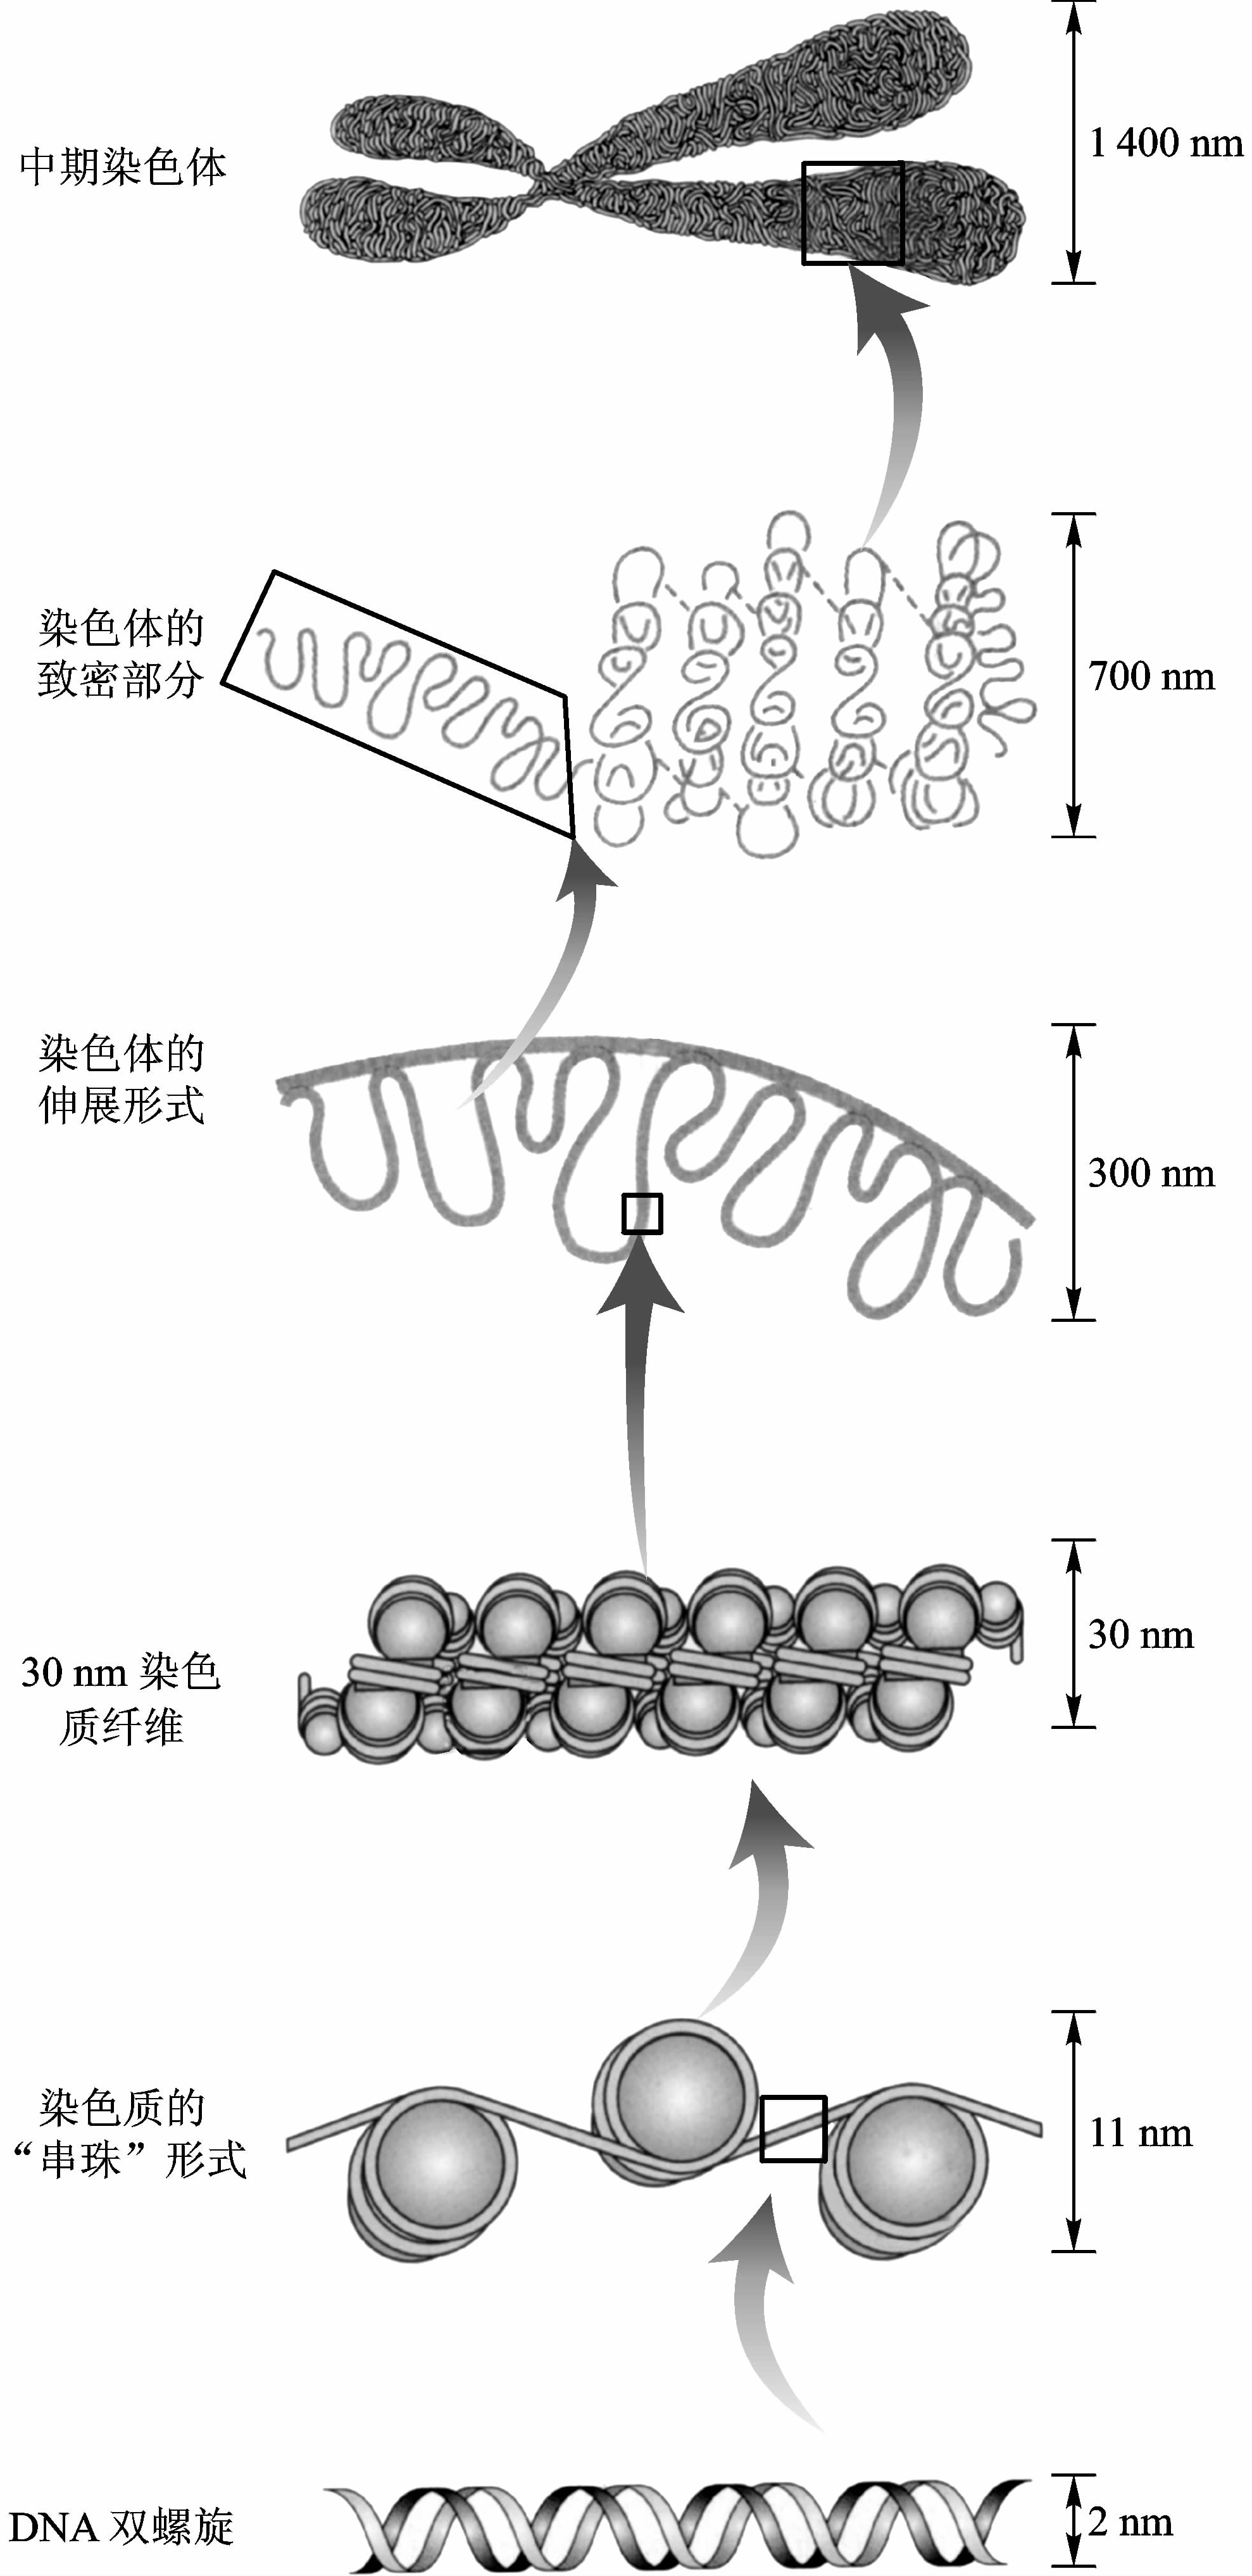 1 400 nm
中期染色体
染色体的
致密部分
700 nm
染色体的
伸展形式
300 nm
30 nm
30 nm 染色
质纤维
染色质的
“串珠”形式
11 nm
DNA 双螺旋
2 nm